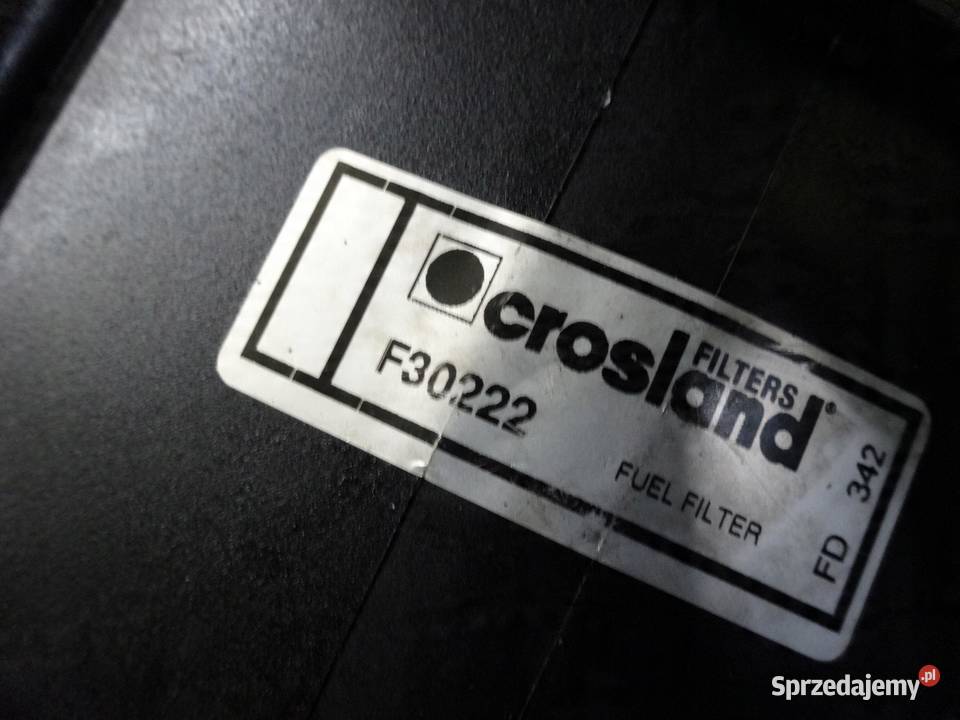 crosland FILTERS®
F30222
FUEL FILTER
FD 342
Sprzedajemy.pl